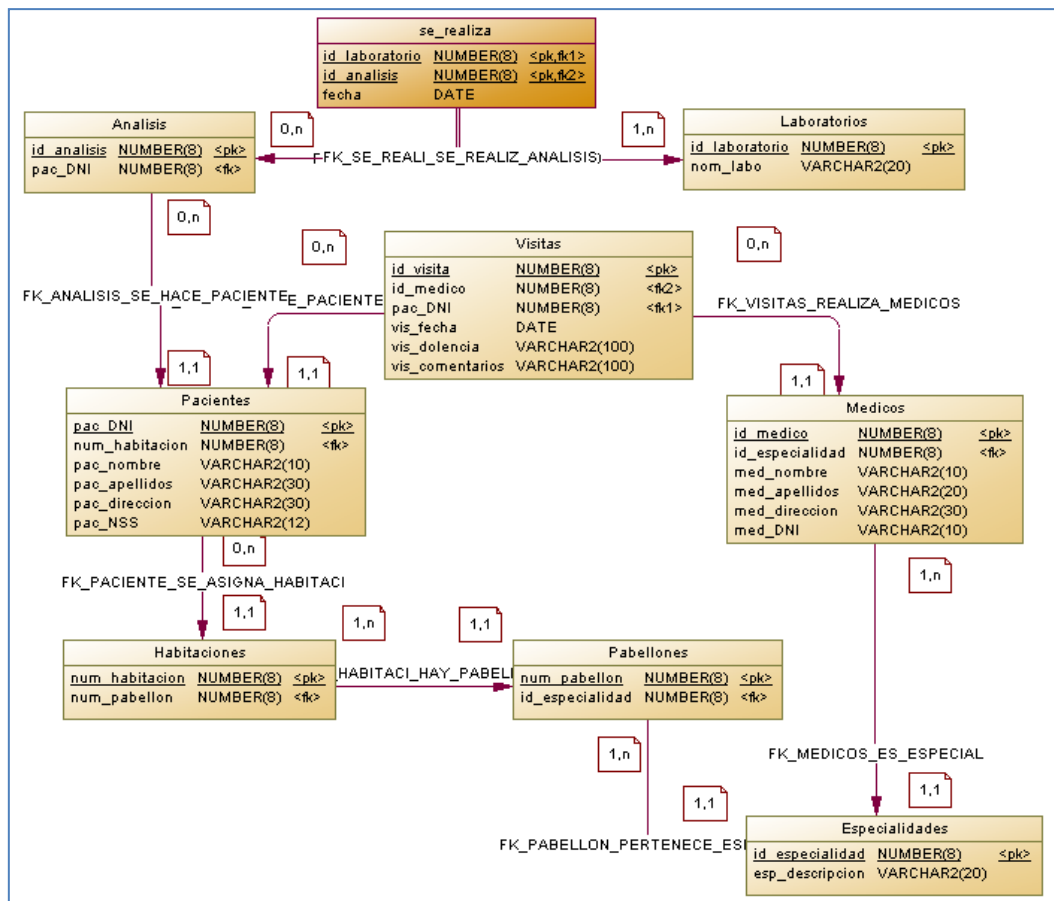 se_realiza
id_laboratorio NUMBER(8) <pk,fk1>
id_analisis NUMBER(8) <pk,fk2>
fecha DATE
0,n
1,n
Analisis
id_analisis NUMBER(8) <pk>
pac_DNI NUMBER(8) <fk>
FK_SE_REALI_SE_REALIZ_ANALISIS)
Laboratorios
id_laboratorio NUMBER(8) <pk>
nom_labo VARCHAR2(20)
0,n
0,n
0,n
Visitas
id_visita NUMBER(8) <pk>
id_medico NUMBER(8) <fk2>
pac_DNI NUMBER(8) <fk1>
vis_fecha DATE
vis_dolencia VARCHAR2(100)
vis_comentarios VARCHAR2(100)
FK_ANALISIS_SE_HACE_PACIENTE
E_PACIENTE
FK_VISITAS_REALIZA_MEDICOS
1,1
1,1
1,1
Pacientes
pac_DNI NUMBER(8) <pk>
num_habitacion NUMBER(8) <fk>
pac_nombre VARCHAR2(10)
pac_apellidos VARCHAR2(30)
pac_direccion VARCHAR2(30)
pac_NSS VARCHAR2(12)
Medicos
id_medico NUMBER(8) <pk>
id_especialidad NUMBER(8) <fk>
med_nombre VARCHAR2(10)
med_apellidos VARCHAR2(20)
med_direccion VARCHAR2(30)
med_DNI VARCHAR2(10)
0,n
1,n
FK_PACIENTE_SE_ASIGNA_HABITACI
1,1
1,n
1,1
Habitaciones
num_habitacion NUMBER(8) <pk>
num_pabellon NUMBER(8) <fk>
_HABITACI_HAY_PABEL
Pabellones
num_pabellon NUMBER(8) <pk>
id_especialidad NUMBER(8) <fk>
1,n
FK_MEDICOS_ES_ESPECIAL
1,1
1,1
FK_PABELLON_PERTENECE_ES
Especialidades
id_especialidad NUMBER(8) <pk>
esp_descripcion VARCHAR2(20)